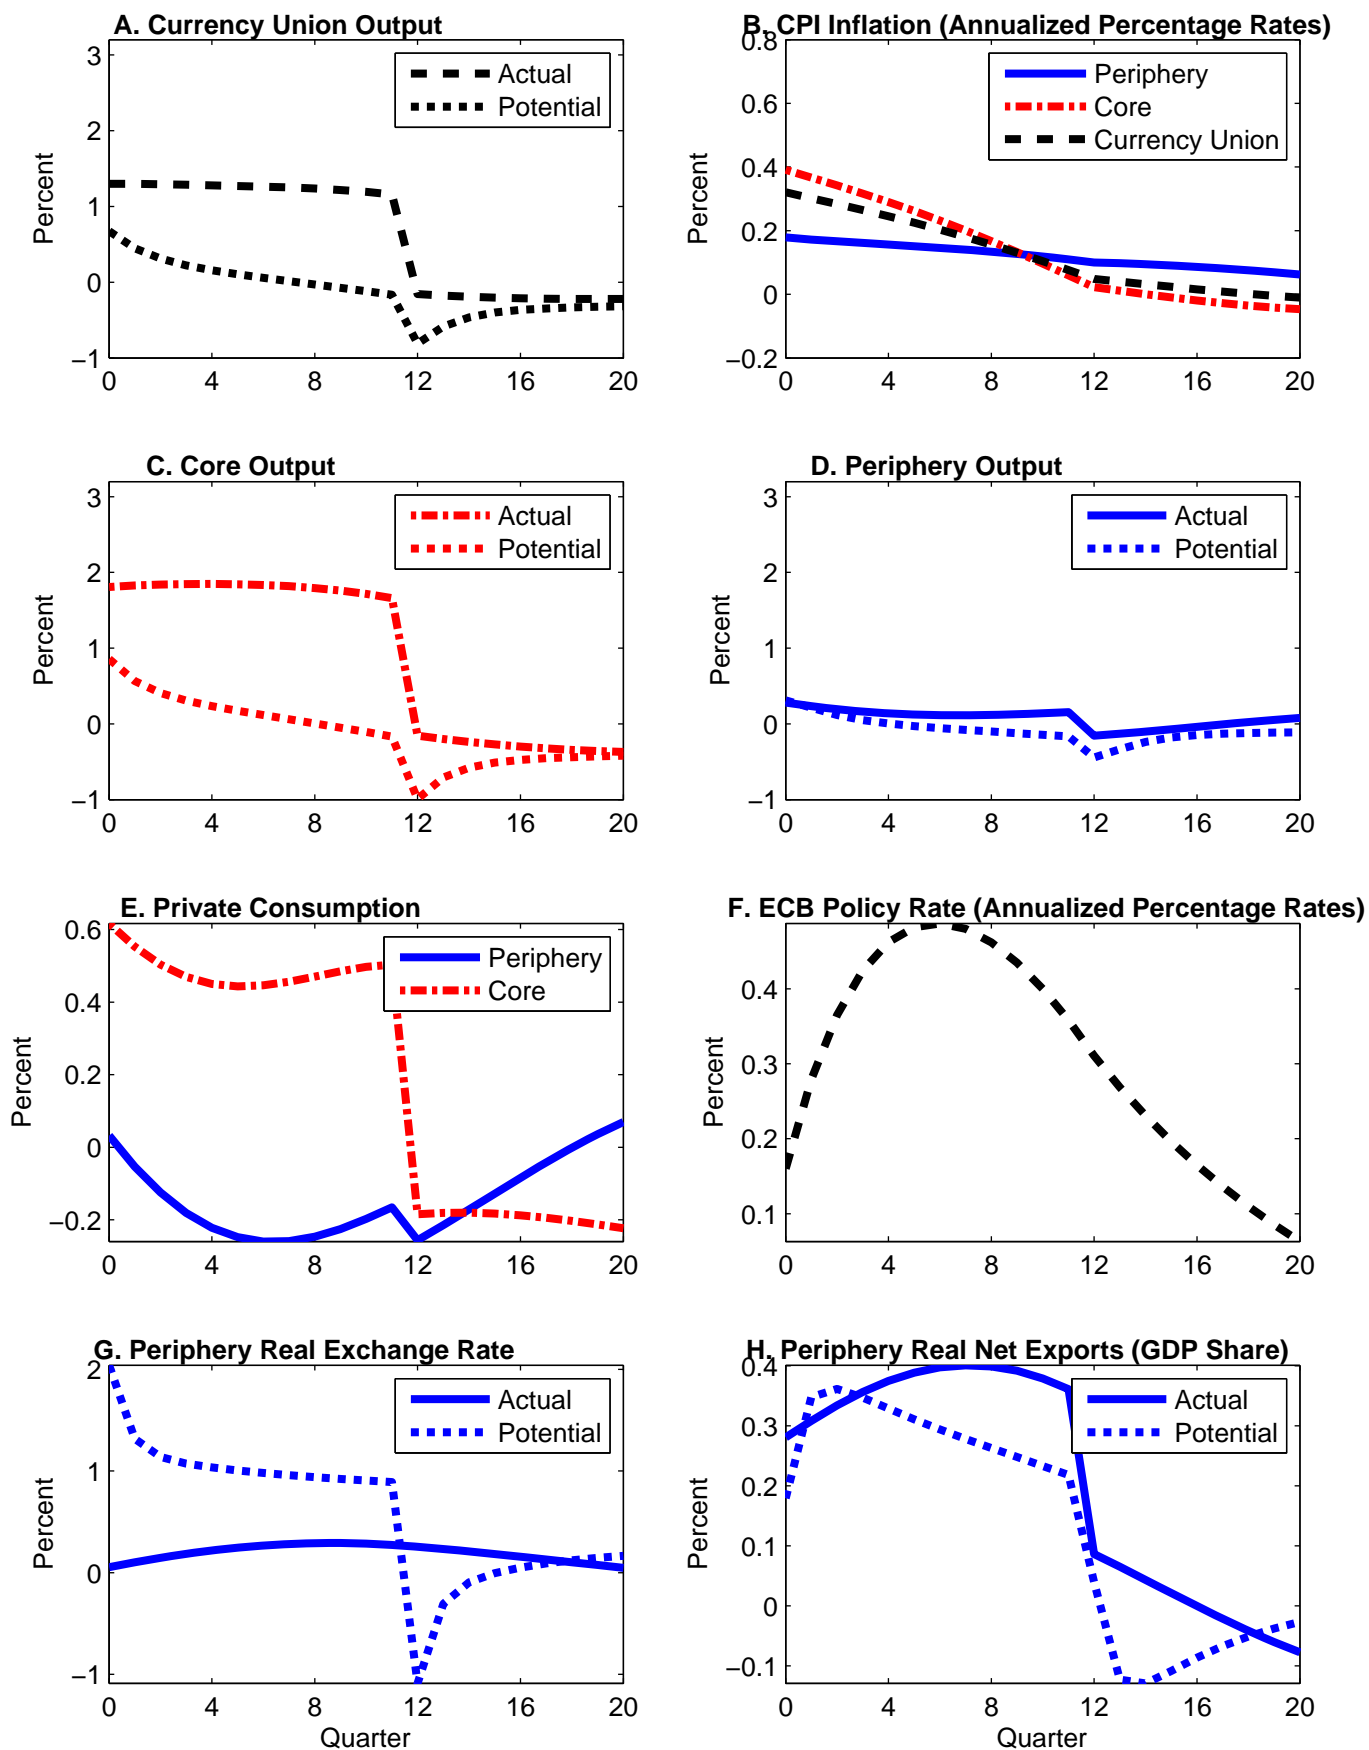 A. Currency Union Output
3
2
1
0
−1
Percent
Actual
Potential
0 4 8 12 16 20
B. CPI Inflation (Annualized Percentage Rates)
0.8
0.6
0.4
0.2
0
−0.2
Percent
Periphery
Core
Currency Union
0 4 8 12 16 20
C. Core Output
3
2
1
0
−1
Percent
Actual
Potential
0 4 8 12 16 20
D. Periphery Output
3
2
1
0
−1
Percent
Actual
Potential
0 4 8 12 16 20
E. Private Consumption
0.6
0.4
0.2
0
−0.2
Percent
Periphery
Core
0 4 8 12 16 20
F. ECB Policy Rate (Annualized Percentage Rates)
0.4
0.3
0.2
0.1
Percent
0 4 8 12 16 20
G. Periphery Real Exchange Rate
2
1
0
−1
Percent
Actual
Potential
0 4 8 12 16 20
Quarter
H. Periphery Real Net Exports (GDP Share)
0.4
0.3
0.2
0.1
0
−0.1
Percent
Actual
Potential
0 4 8 12 16 20
Quarter